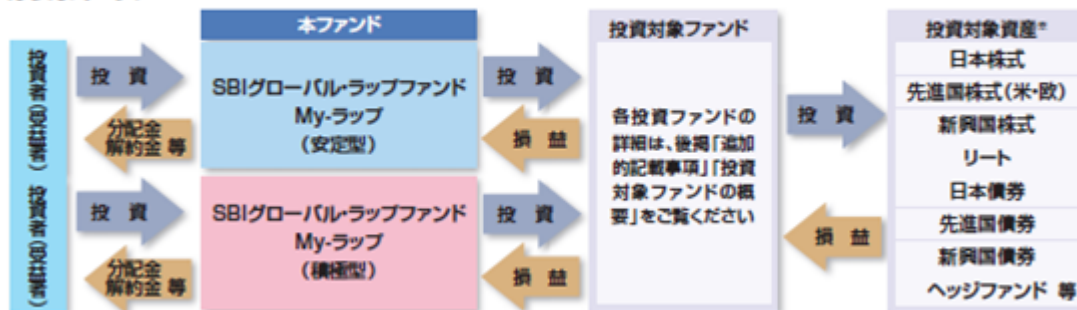 投資者(受益者)
投資
分配金
解約金 等
投資者(受益者)
投資
分配金
解約金 等
本ファンド
SBIグローバル・ラップファンド
My-ラップ
(安定型)
SBIグローバル・ラップファンド
My-ラップ
(積極型)
投資
損益
投資
損益
投資対象ファンド
各投資ファンドの
詳細は、後掲「追加
的記載事項」「投資
対象ファンドの概
要」をご覧ください
投資
損益
投資対象資産※
日本株式
先進国株式(米・欧)
新興国株式
リート
日本債券
先進国債券
新興国債券
ヘッジファンド 等